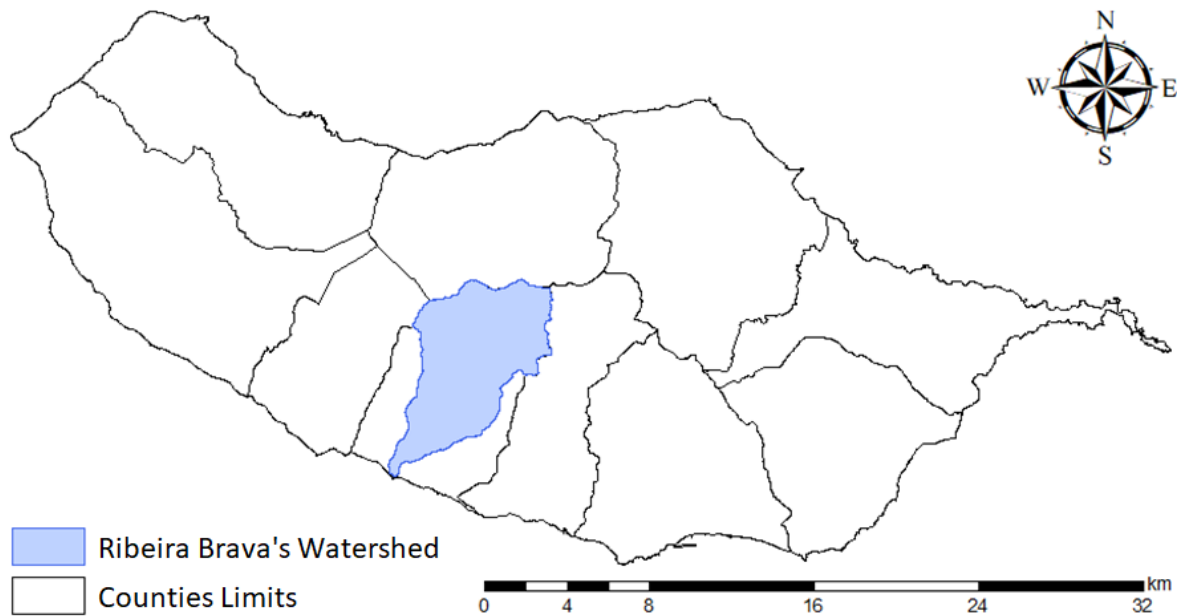 N
W E
S
Ribeira Brava's Watershed
Counties Limits
km
0 4 8 16 24 32